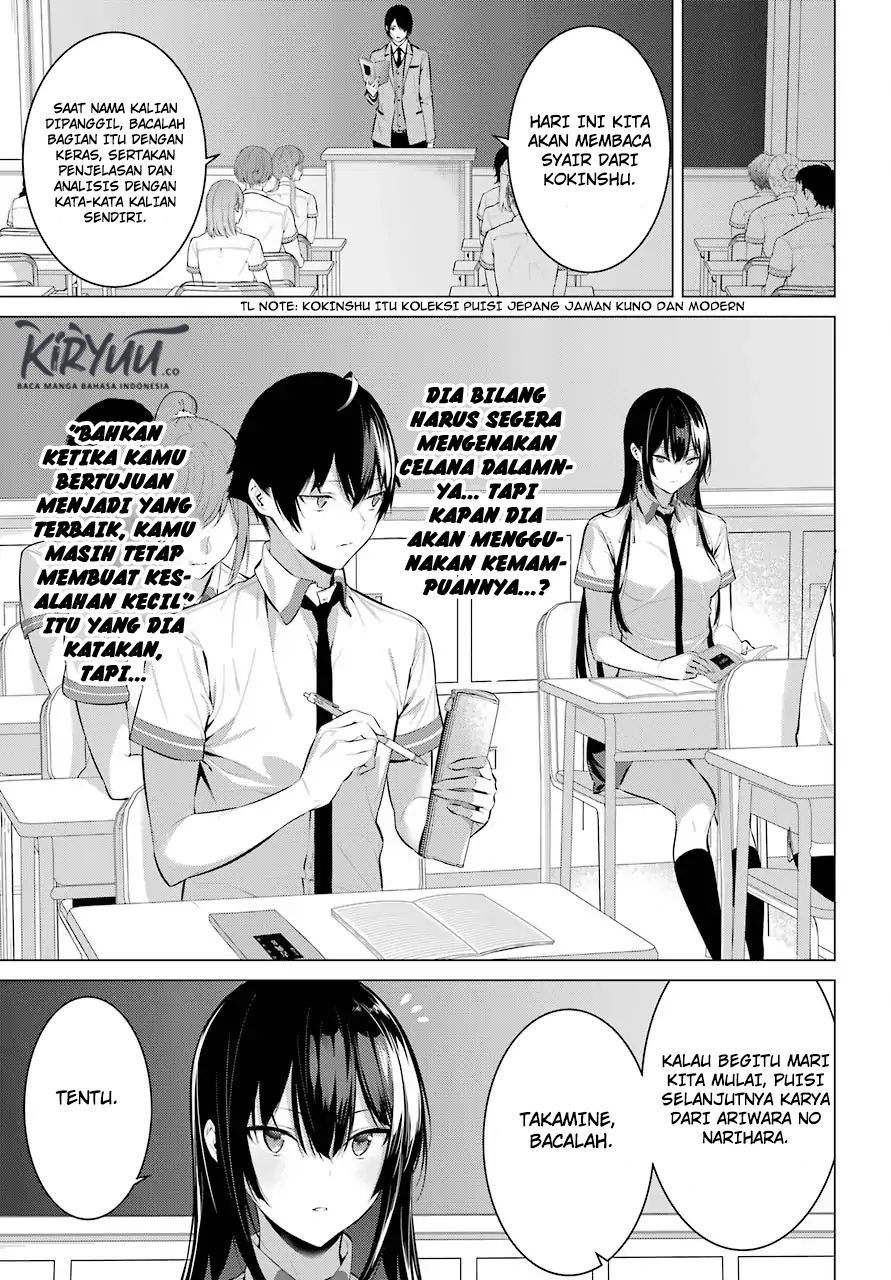 HARI INI KITA
AKAN MEMBACA
SYAIR DARI
KOKINSHU.
SAAT NAMA KALIAN
DIPANGGIL, BACALAH
BAGIAN ITU DENGAN
KERAS, SERTAKAN
PENJELASAN DAN
ANALISIS DENGAN
KATA-KATA KALIAN
SENDIRI.
TL NOTE: KOKINSHU ITU KOLEKSI PUISI JEPANG JAMAN KUNO DAN MODERN
KIRYUU.CO
BACA MANGA BAHASA INDONESIA
DIA BILANG
HARUS SEGERA
MENGENAKAN
CELANA DALAMN-
YA... TAPI
KAPAN DIA
AKAN MENGGU-
NAKAN KEMAM-
PUANNYA...?
"BAHKAN
KETIKA KAMU
BERTUJUAN
MENJADI YANG
TERBAIK, KAMU
MASIH TETAP
MEMBUAT KES-
ALAHAN KECIL"
ITU YANG DIA
KATAKAN,
TAPI...
KALAU BEGITU MARI
KITA MULAI, PUISI
SELANJUTNYA KARYA
DARI ARIWARA NO
NARIHARA.
TAKAMINE,
BACALAH.
TENTU.